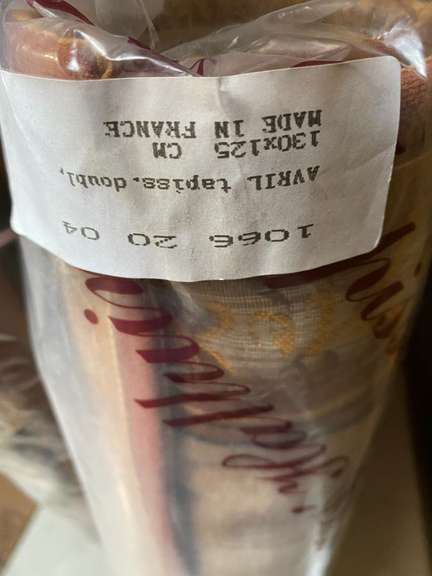 1066. 20 04
AVRIL tapiss.doubl,
130x125 CM
MADE IN FRANCE